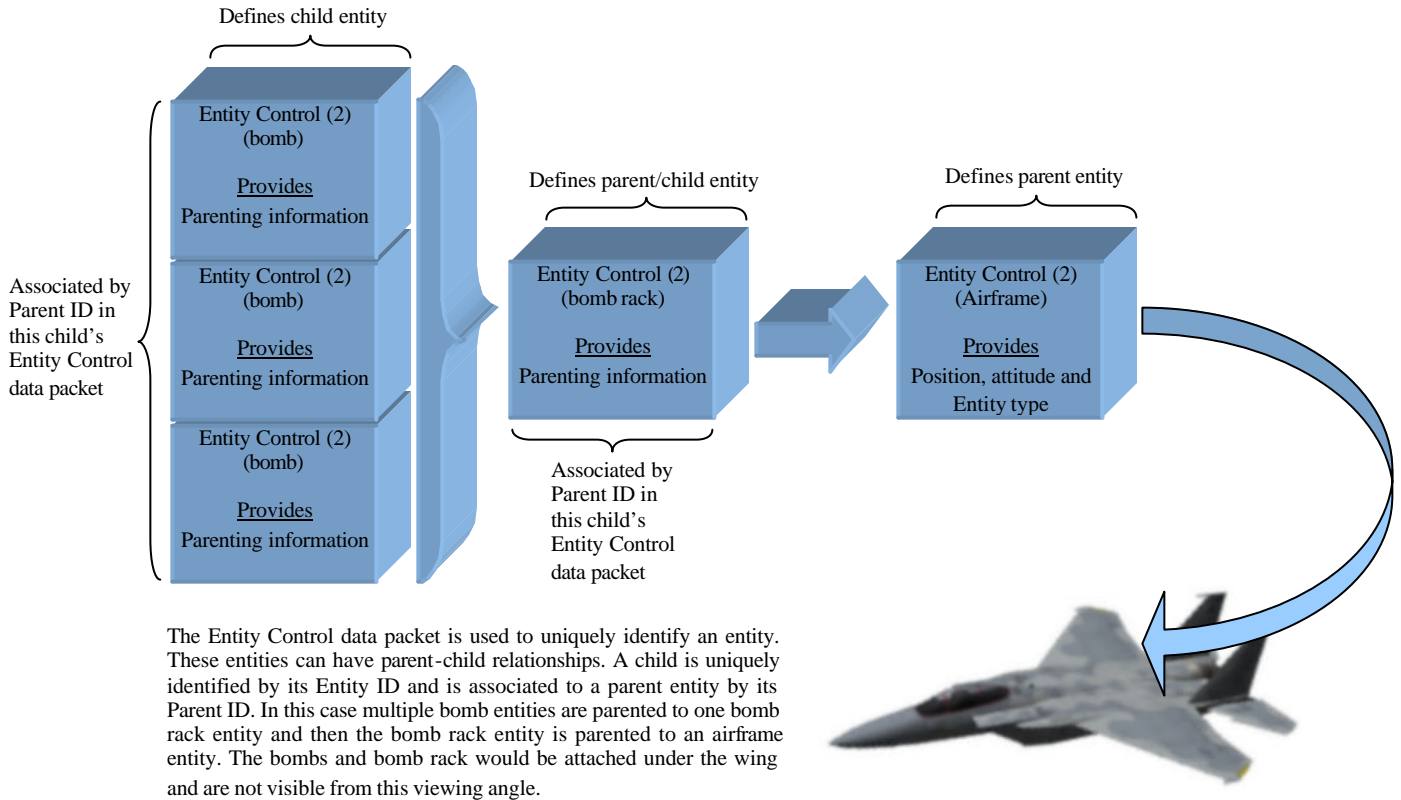 Defines child entity
Entity Control (2)
(bomb)
Provides
Parenting information
Entity Control (2)
(bomb)
Provides
Parenting information
Entity Control (2)
(bomb)
Provides
Parenting information
Associated by
Parent ID in
this child's
Entity Control
data packet
Defines parent/child entity
Entity Control (2)
(bomb rack)
Provides
Parenting information
Associated by
Parent ID in
this child's
Entity Control
data packet
Defines parent entity
Entity Control (2)
(Airframe)
Provides
Position, attitude and
Entity type
The Entity Control data packet is used to uniquely identify an entity.
These entities can have parent-child relationships. A child is uniquely
identified by its Entity ID and is associated to a parent entity by its
Parent ID. In this case multiple bomb entities are parented to one bomb
rack entity and then the bomb rack entity is parented to an airframe
entity. The bombs and bomb rack would be attached under the wing
and are not visible from this viewing angle.